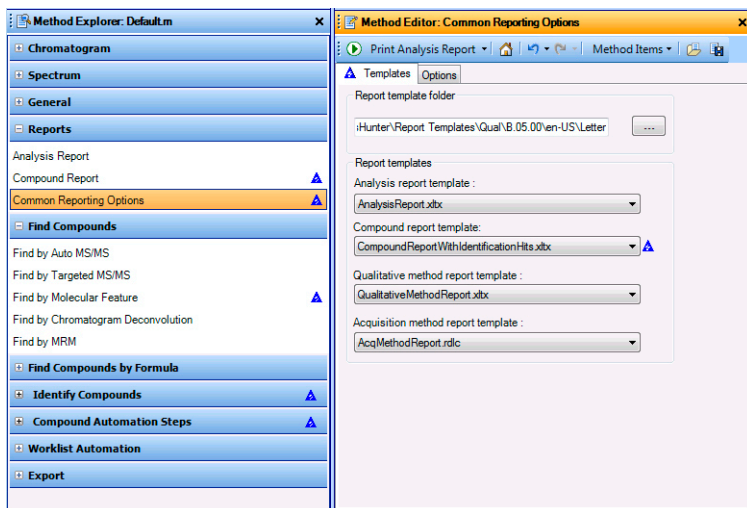 Method Explorer: Default.m
Chromatogram
Spectrum
General
Reports
Analysis Report
Compound Report
Common Reporting Options
Find Compounds
Find by Auto MS/MS
Find by Targeted MS/MS
Find by Molecular Feature
Find by Chromatogram Deconvolution
Find by MRM
Find Compounds by Formula
Identify Compounds
Compound Automation Steps
Worklist Automation
Export
Method Editor: Common Reporting Options
Print Analysis Report Method Items
Templates Options
Report template folder
iHunter\Report Templates\Qual\B.05.00\en-US\Letter ...
Report templates
Analysis report template :
AnalysisReport.xltx
Compound report template:
CompoundReportWithIdentificationHits.xltx
Qualitative method report template :
QualitativeMethodReport.xltx
Acquisition method report template :
AcqMethodReport.rdlc